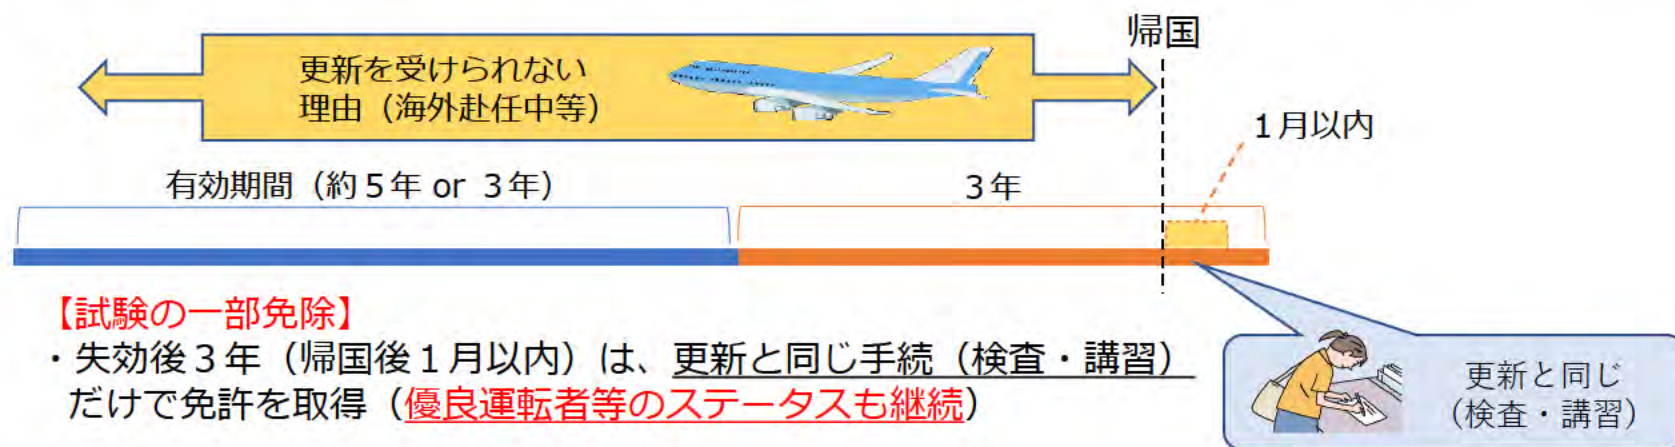 帰国
更新を受けられない
理由（海外赴任中等）
１月以内
有効期間（約５年 or ３年）
３年
【試験の一部免除】
・失効後３年（帰国後１月以内）は、更新と同じ手続（検査・講習）
だけで免許を取得（優良運転者等のステータスも継続）
更新と同じ
（検査・講習）